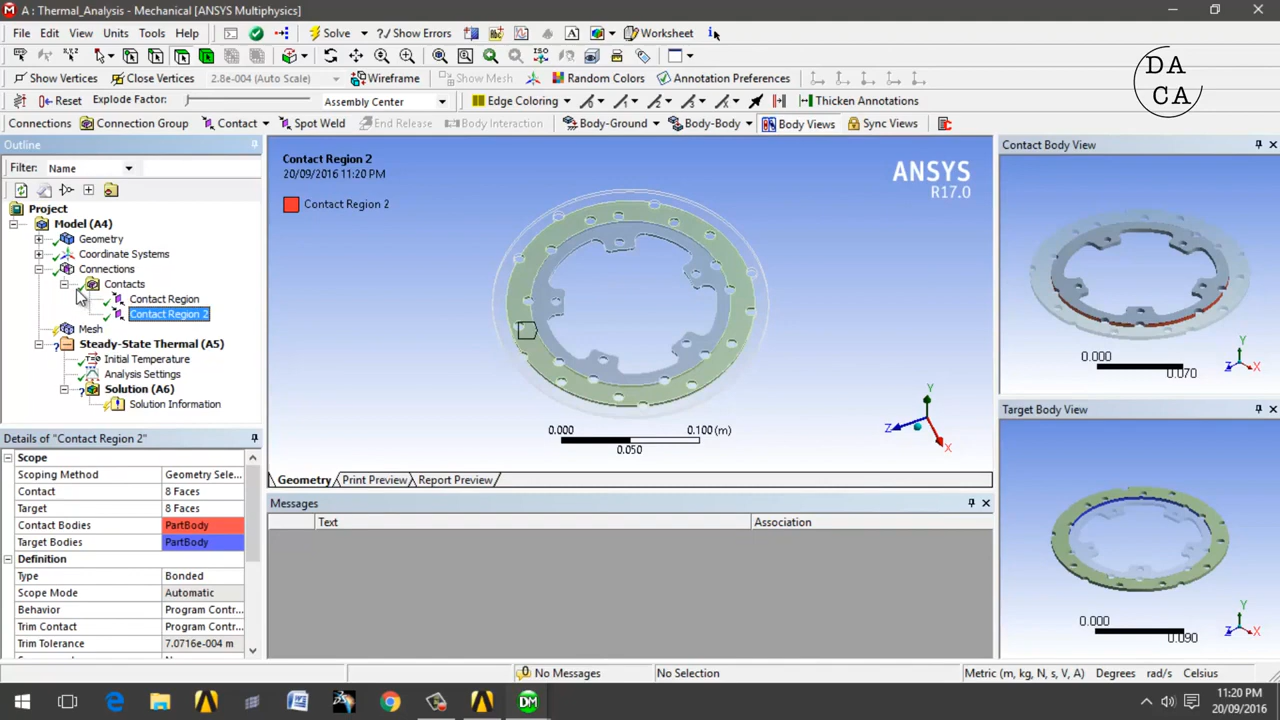 A : Thermal_Analysis - Mechanical [ANSYS Multiphysics]
File Edit View Units Tools Help Solve ? / Show Errors Worksheet
Show Vertices Close Vertices 2.8e-004 (Auto Scale) Wireframe Show Mesh Random Colors Annotation Preferences
Reset Explode Factor: Assembly Center Edge Coloring Thicken Annotations
Connections Connection Group Contact Spot Weld End Release Body Interaction Body-Ground Body-Body Body Views Sync Views
DA
CA
Outline
Filter: Name
Project
Model (A4)
Geometry
Coordinate Systems
Connections
Contacts
Contact Region
Contact Region 2
Mesh
Steady-State Thermal (A5)
Initial Temperature
Analysis Settings
Solution (A6)
Solution Information
Details of "Contact Region 2"
Scope
Scoping Method Geometry Sele...
Contact 8 Faces
Target 8 Faces
Contact Bodies PartBody
Target Bodies PartBody
Definition
Type Bonded
Scope Mode Automatic
Behavior Program Contr...
Trim Contact Program Contr...
Trim Tolerance 7.0716e-004 m
Contact Region 2
20/09/2016 11:20 PM
Contact Region 2
ANSYS
R17.0
0.000 0.100 (m)
0.050
Y
Z
X
Geometry Print Preview Report Preview
Messages
Text Association
Contact Body View
0.000
0.070
Y
Z X
Target Body View
0.000
0.090
Y
Z X
No Messages No Selection Metric (m, kg, N, s, V, A) Degrees rad/s Celsius
DM
11:20 PM
20/09/2016